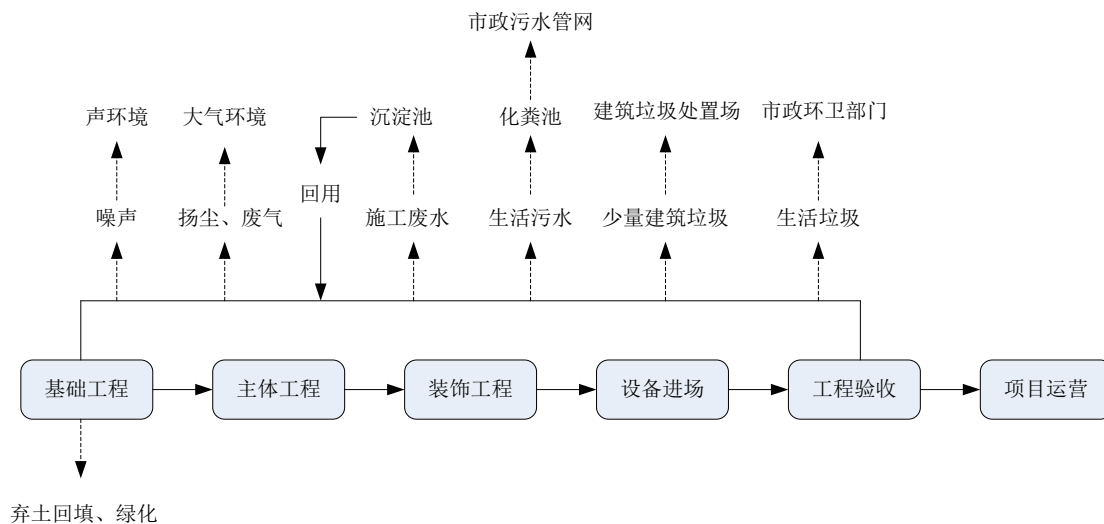 市政污水管网
声环境
大气环境
沉淀池
化粪池
建筑垃圾处置场
市政环卫部门
回用
噪声
扬尘、废气
施工废水
生活污水
少量建筑垃圾
生活垃圾
基础工程
主体工程
装饰工程
设备进场
工程验收
项目运营
弃土回填、绿化